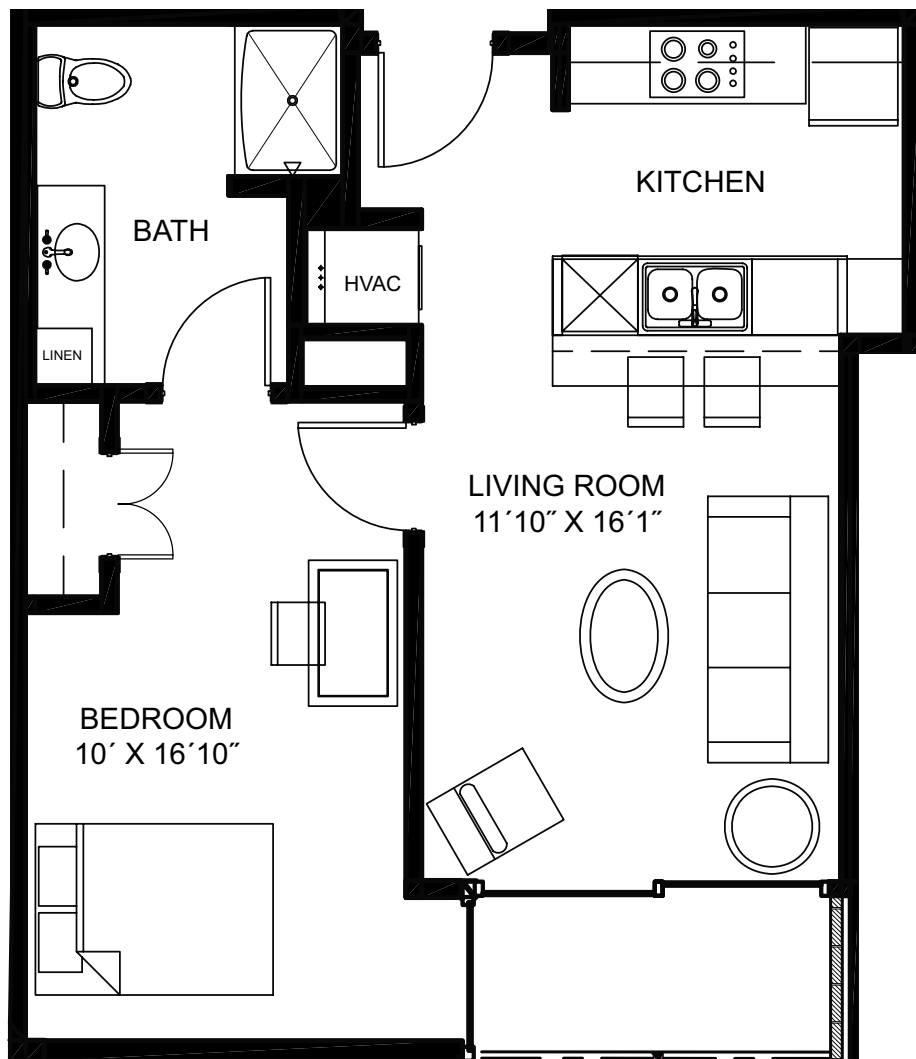 KITCHEN
BATH
HVAC
LINEN
LIVING ROOM
11´10˝ X 16´1˝
BEDROOM
10´ X 16´10˝